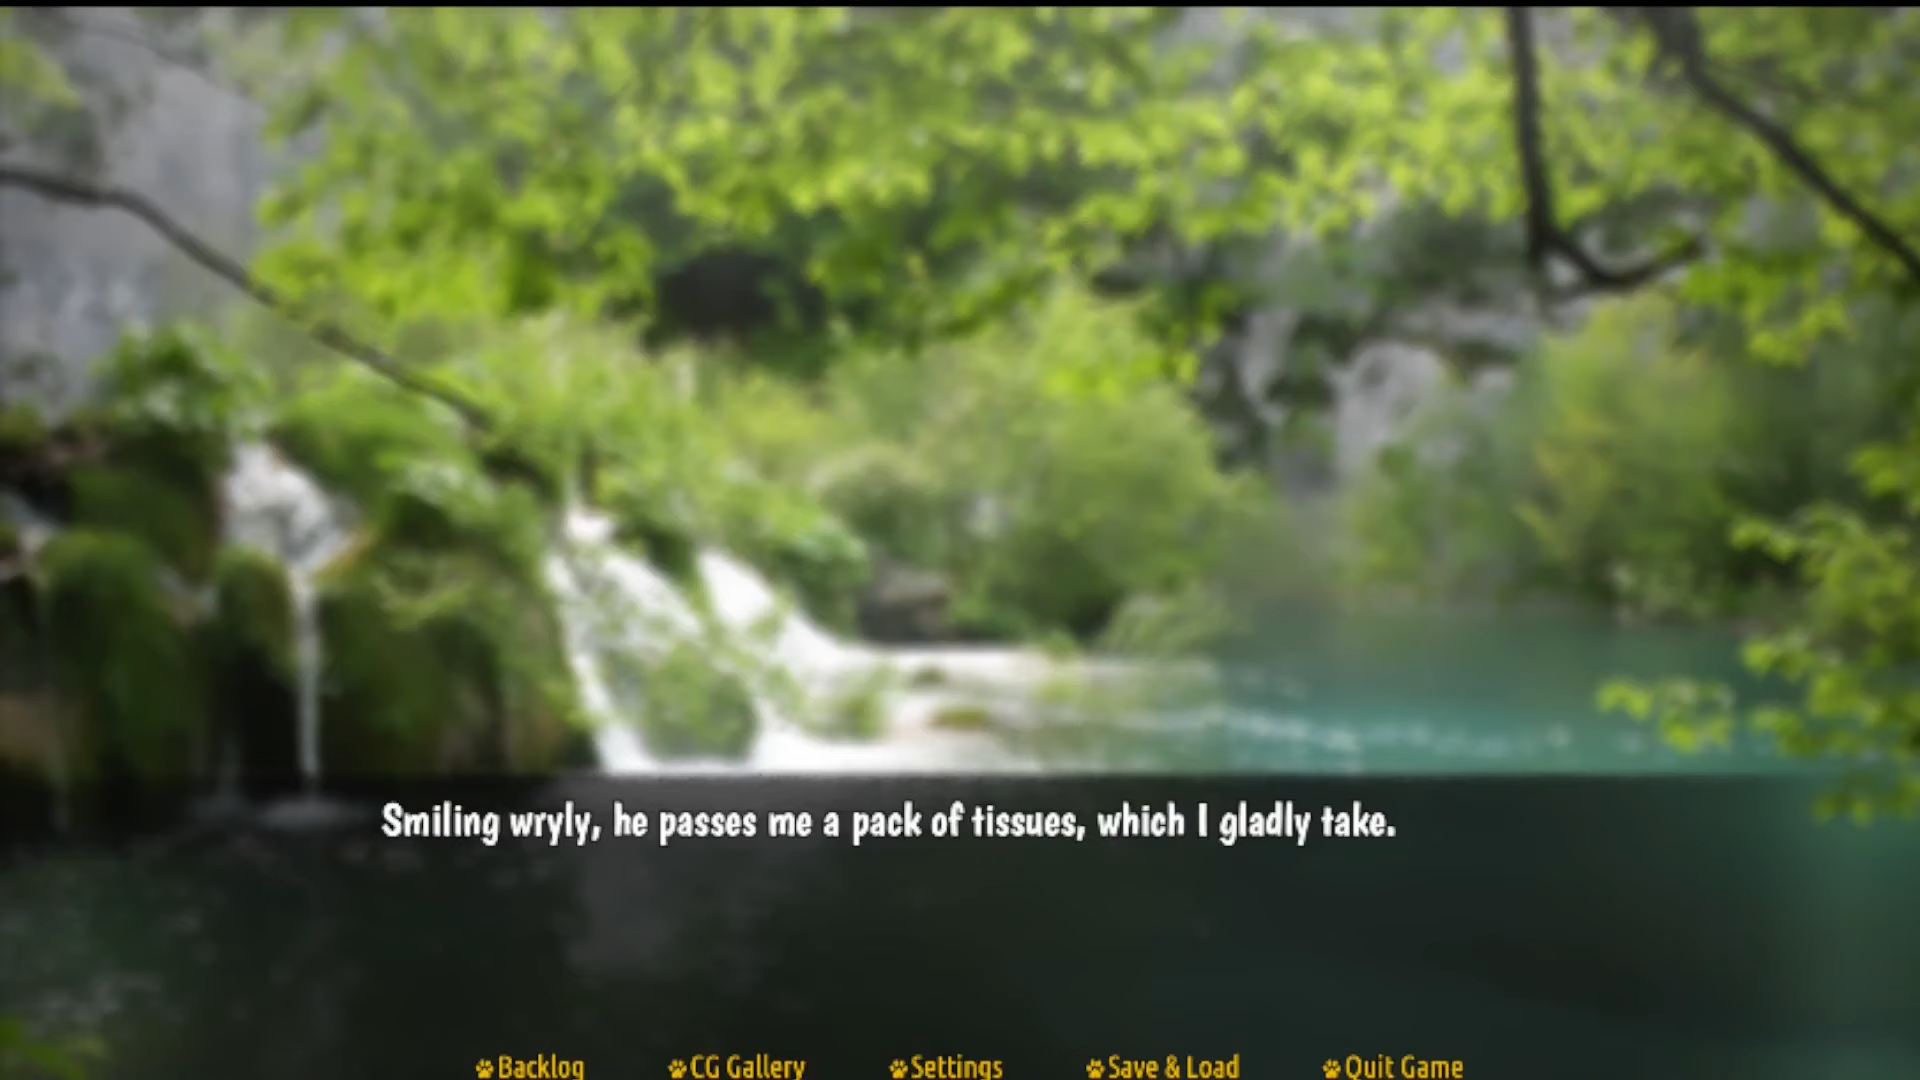 Smiling wryly, he passes me a pack of tissues, which I gladly take.
Backlog CG Gallery Settings Save & Load Quit Game